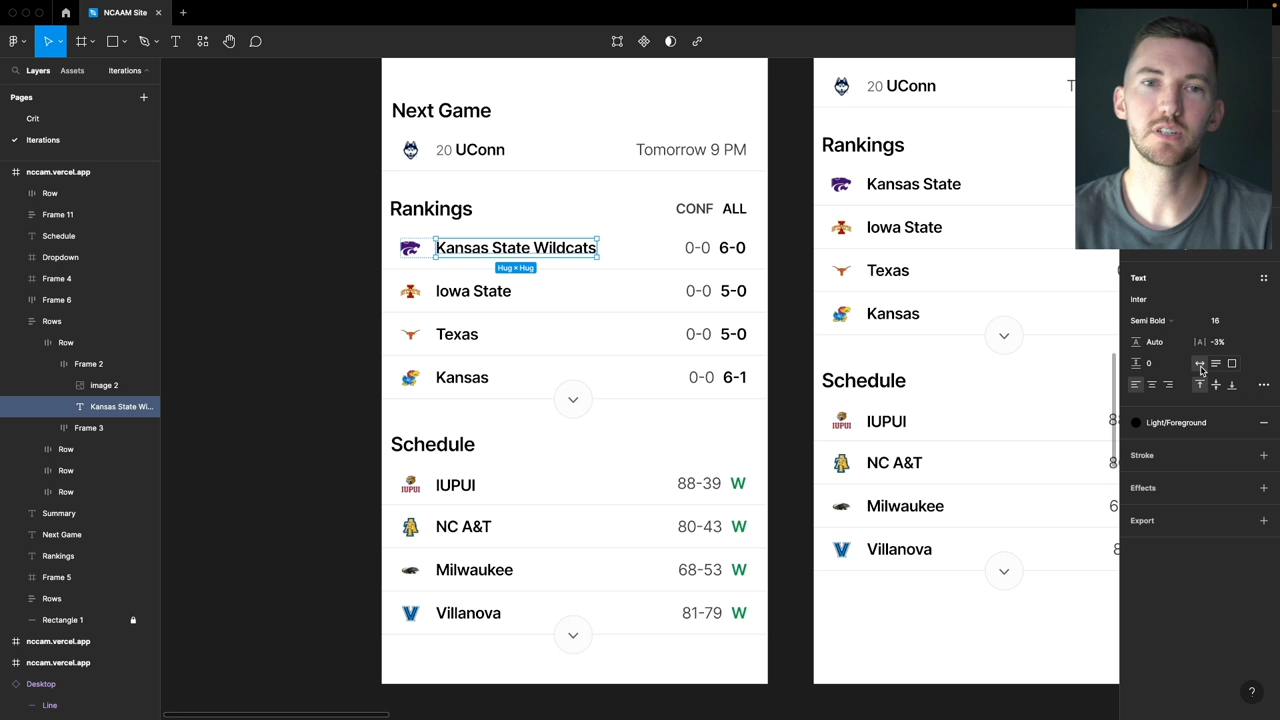 NCAAM Site
Layers
Assets
Iterations
Pages
Crit
Iterations
nccam.vercel.app
Row
Frame 11
Schedule
Dropdown
Frame 4
Frame 6
Rows
Row
Frame 2
image 2
Kansas State Wi...
Frame 3
Row
Row
Row
Summary
Next Game
Rankings
Frame 5
Rows
Rectangle 1
nccam.vercel.app
nccam.vercel.app
Desktop
Line
Next Game
20 UConn
Tomorrow 9 PM
Rankings
CONF ALL
Kansas State Wildcats
0-0 6-0
Hug × Hug
Iowa State
0-0 5-0
Texas
0-0 5-0
Kansas
0-0 6-1
Schedule
IUPUI
88-39 W
NC A&T
80-43 W
Milwaukee
68-53 W
Villanova
81-79 W
20 UConn
T
Rankings
Kansas State
Iowa State
Texas
Kansas
Schedule
IUPUI
8
NC A&T
8
Milwaukee
6
Villanova
8
Text
Inter
Semi Bold
16
Auto
-3%
0
Light/Foreground
Stroke
Effects
Export
?